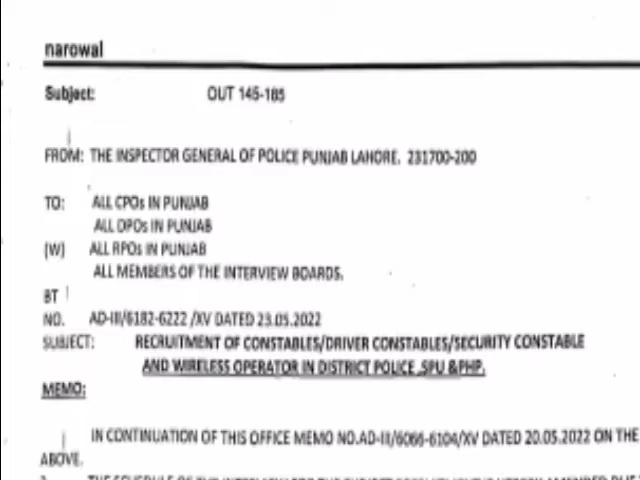 narowal
Subject: OUT 145-185
FROM: THE INSPECTOR GENERAL OF POLICE PUNJAB LAHORE. 231700-200
TO: ALL CPOs IN PUNJAB
ALL DPOs IN PUNJAB
(W) ALL RPOs IN PUNJAB
ALL MEMBERS OF THE INTERVIEW BOARDS.
BT
NO. AD-III/6182-6222 /XV DATED 23.05.2022
SUBJECT: RECRUITMENT OF CONSTABLES/DRIVER CONSTABLES/SECURITY CONSTABLE
AND WIRELESS OPERATOR IN DISTRICT POLICE ,SPU &PHP.
MEMO:
IN CONTINUATION OF THIS OFFICE MEMO NO.AD-III/6066-6104/XV DATED 20.05.2022 ON THE
ABOVE.